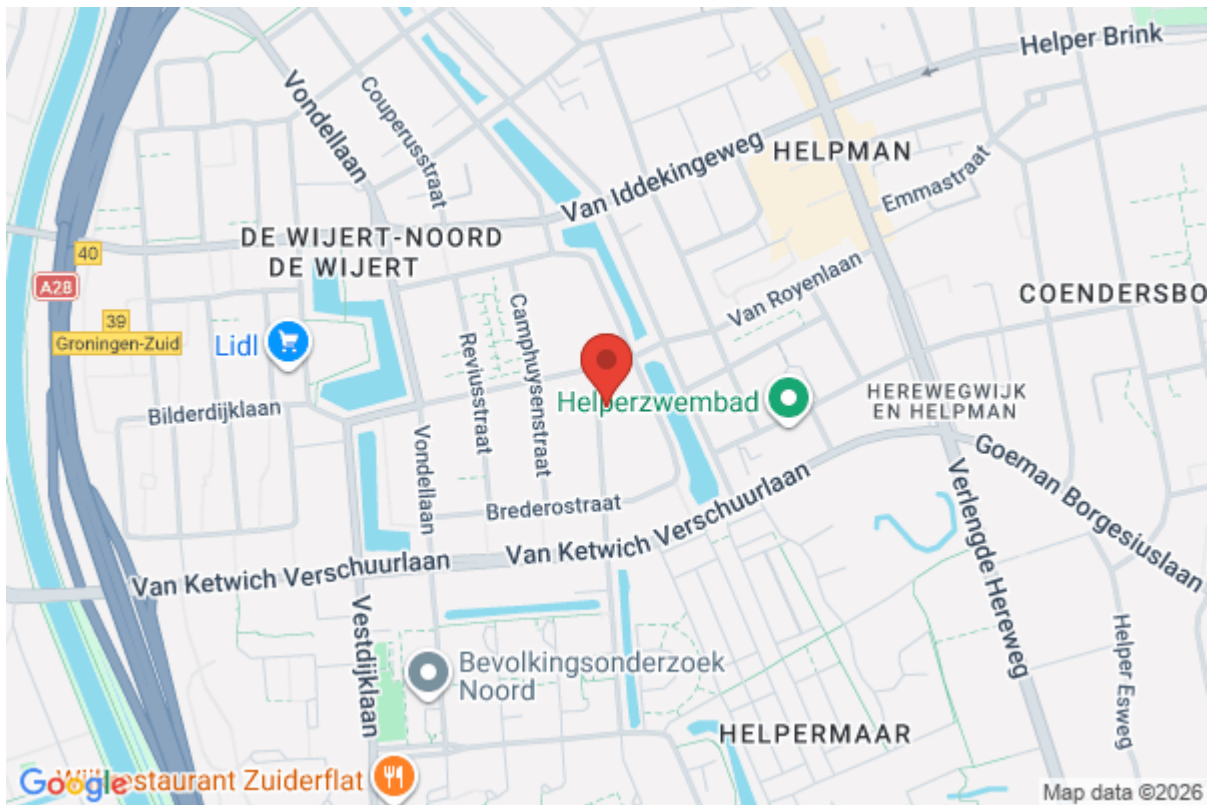 Helper Brink
Vondellaan
Couperusstraat
HELPMAN
Van Iddekingeweg
Emmastraat
DE WIJERT-NOORD
DE WIJERT
40
A28
39
Groningen-Zuid
COENDERSBO
Van Royenlaan
Camphuysenstraat
Reviusstraat
Lidl
Bilderdijklaan
Helperzwembad
HEREWEGWIJK
EN HELPMAN
Vondellaan
Brederostraat
Goeman Borgesiuslaan
Verlengde Hereweg
Van Ketwich Verschuurlaan
Van Ketwich Verschuurlaan
Vestdijklaan
Helper Esweg
Bevolkingsonderzoek
Noord
HELPERMAAR
restaurant Zuiderflat
Google
Map data ©2026